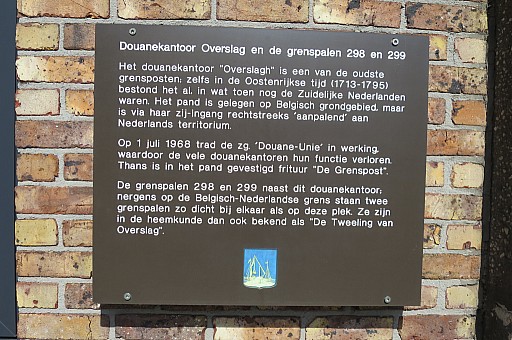 Douanekantoor Overslag en de grenspalen 298 en 299
Het douanekantoor "Overslagh" is een van de oudste
grensposten; zelfs in de Oostenrijkse tijd (1713-1795)
bestond het al, in wat toen nog de Zuidelijke Nederlanden
waren. Het pand is gelegen op Belgisch grondgebied, maar
is via haar zij-ingang rechtstreeks 'aanpalend' aan
Nederlands territorium.
Op 1 juli 1968 trad de zg. 'Douane-Unie' in werking,
waardoor de vele douanekantoren hun functie verloren.
Thans is in het pand gevestigd frituur "De Grenspost".
De grenspalen 298 en 299 naast dit douanekantoor;
nergens op de Belgisch-Nederlandse grens staan twee
grenspalen zo dicht bij elkaar als op deze plek. Ze zijn
in de heemkunde dan ook bekend als "De Tweeling van
Overslag".